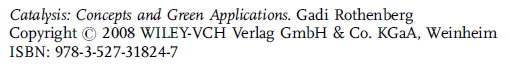 Catalysis: Concepts and Green Applications. Gadi Rothenberg
Copyright © 2008 WILEY-VCH Verlag GmbH & Co. KGaA, Weinheim
ISBN: 978-3-527-31824-7